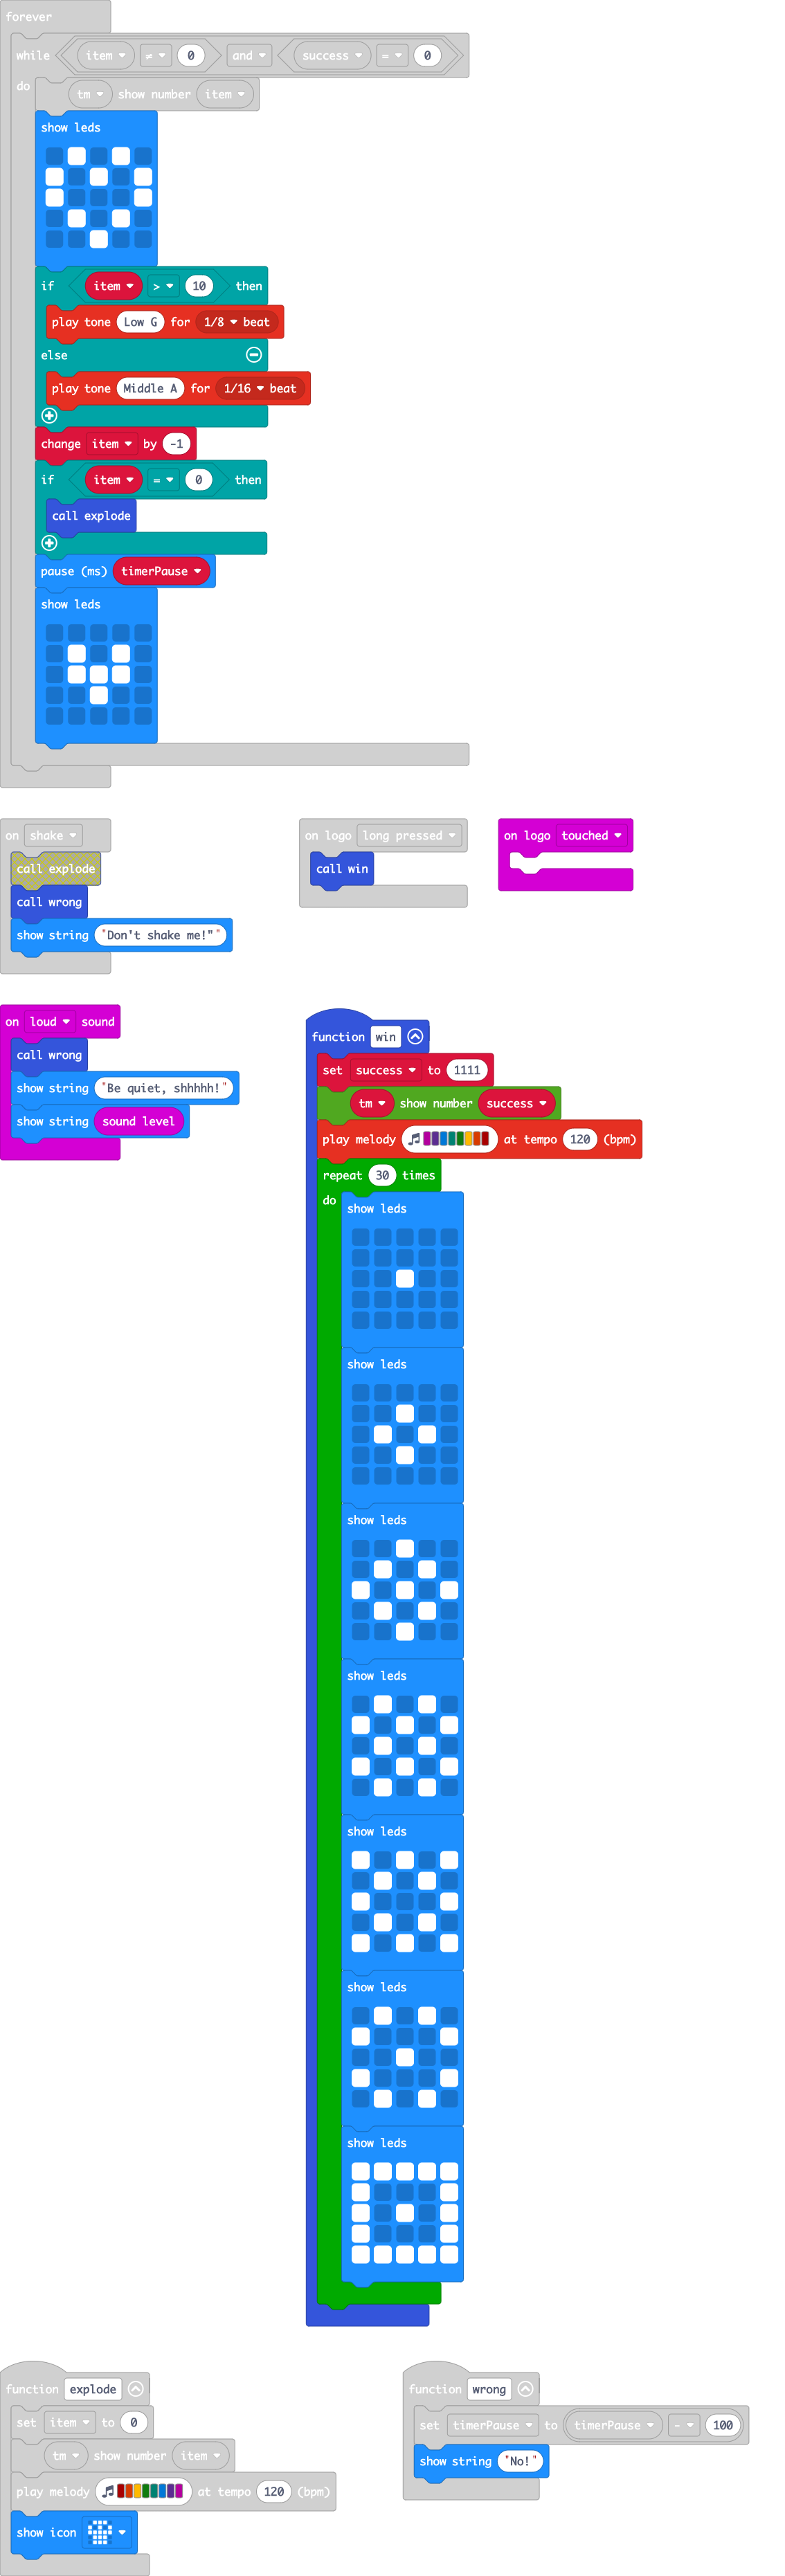 forever
while item ≠ 0 and success = 0
do tm show number item
show leds
if item > 10 then
play tone Low G for 1/8 beat
else
play tone Middle A for 1/16 beat
change item by -1
if item = 0 then
call explode
pause (ms) timerPause
show leds
on shake
call explode
call wrong
show string "Don't shake me!"
on logo long pressed
call win
on logo touched
on loud sound
call wrong
show string "Be quiet, shhhhh!"
show string sound level
function win
set success to 1111
tm show number success
play melody at tempo 120 (bpm)
repeat 30 times
do show leds
show leds
show leds
show leds
show leds
show leds
show leds
function explode
set item to 0
tm show number item
play melody at tempo 120 (bpm)
show icon
function wrong
set timerPause to timerPause - 100
show string "No!"